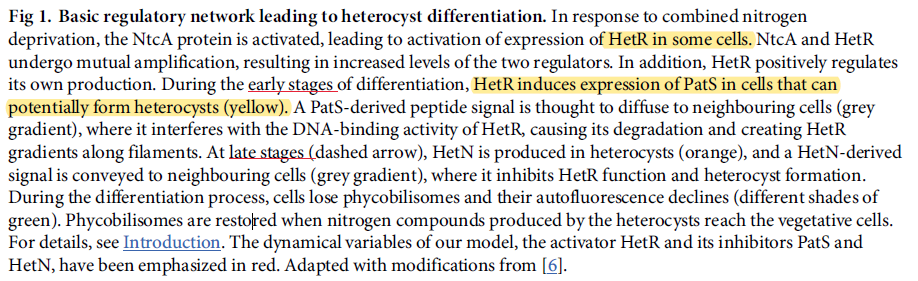 Fig 1. Basic regulatory network leading to heterocyst differentiation. In response to combined nitrogen
deprivation, the NtcA protein is activated, leading to activation of expression of HetR in some cells. NtcA and HetR
undergo mutual amplification, resulting in increased levels of the two regulators. In addition, HetR positively regulates
its own production. During the early stages of differentiation, HetR induces expression of PatS in cells that can
potentially form heterocysts (yellow). A PatS-derived peptide signal is thought to diffuse to neighbouring cells (grey
gradient), where it interferes with the DNA-binding activity of HetR, causing its degradation and creating HetR
gradients along filaments. At late stages (dashed arrow), HetN is produced in heterocysts (orange), and a HetN-derived
signal is conveyed to neighbouring cells (grey gradient), where it inhibits HetR function and heterocyst formation.
During the differentiation process, cells lose phycobilisomes and their autofluorescence declines (different shades of
green). Phycobilisomes are restored when nitrogen compounds produced by the heterocysts reach the vegetative cells.
For details, see Introduction. The dynamical variables of our model, the activator HetR and its inhibitors PatS and
HetN, have been emphasized in red. Adapted with modifications from [6].